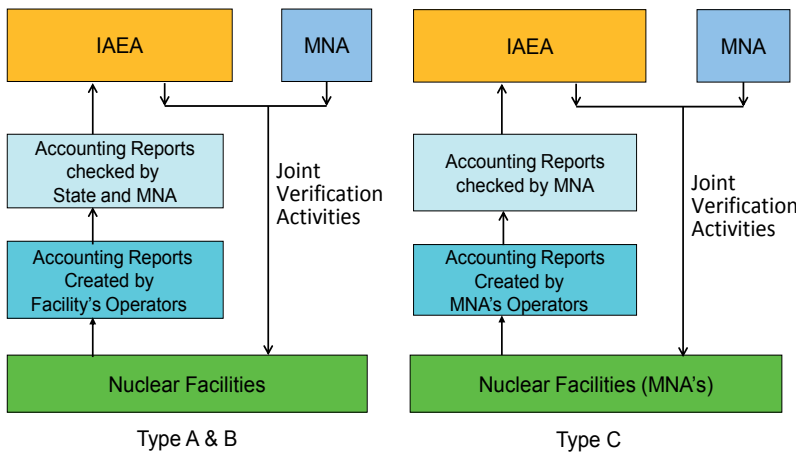 IAEA
MNA
Accounting Reports
checked by
State and MNA
Joint
Verification
Activities
Accounting Reports
Created by
Facility's Operators
Nuclear Facilities
Type A & B
IAEA
MNA
Accounting Reports
checked by MNA
Joint
Verification
Activities
Accounting Reports
Created by
MNA's Operators
Nuclear Facilities (MNA's)
Type C